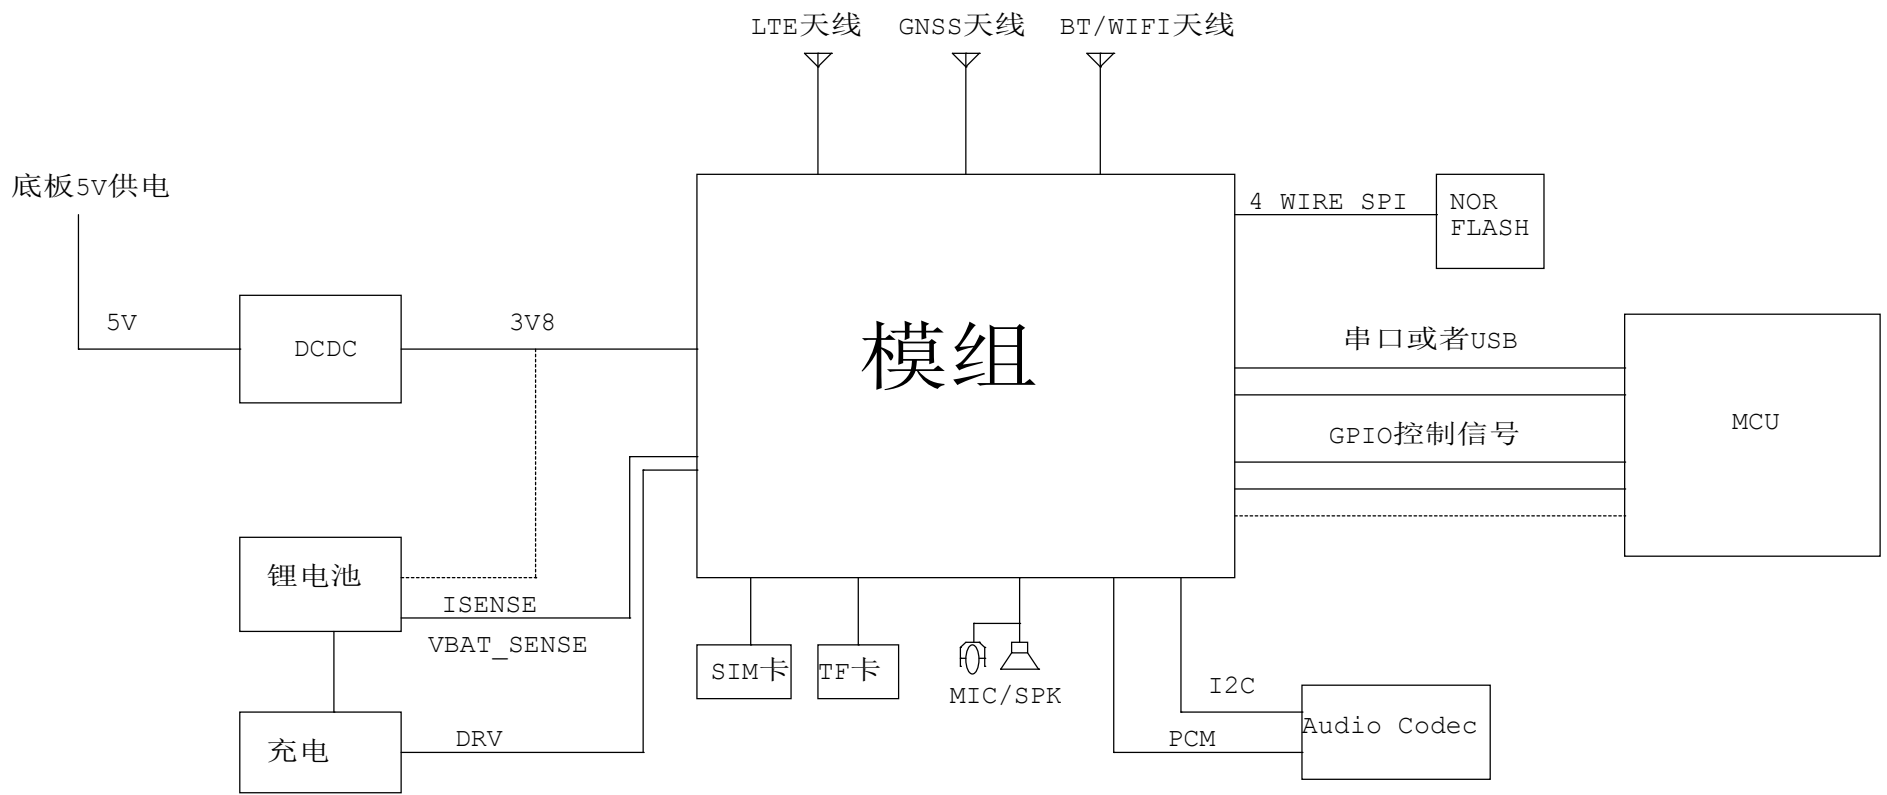 LTE天线
GNSS天线
BT/WIFI天线
底板5V供电
4 WIRE SPI
NOR
FLASH
5V
DCDC
3V8
模组
串口或者USB
MCU
GPIO控制信号
锂电池
ISENSE
VBAT_SENSE
SIM卡
TF卡
MIC/SPK
I2C
Audio Codec
PCM
充电
DRV